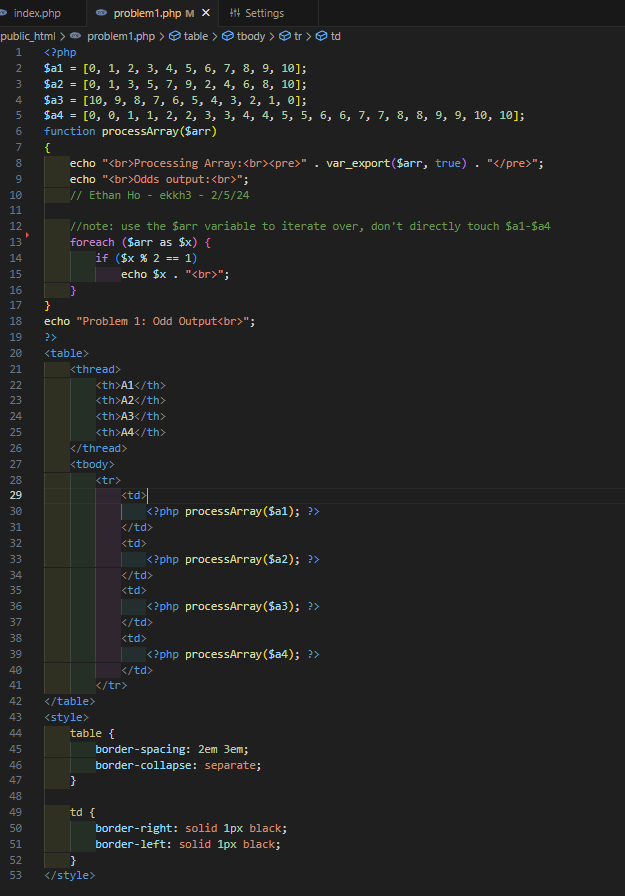 index.php problem1.php M × Settings
public_html > problem1.php > table > tbody > tr > td
1 <?php
2 $a1 = [0, 1, 2, 3, 4, 5, 6, 7, 8, 9, 10];
3 $a2 = [0, 1, 3, 5, 7, 9, 2, 4, 6, 8, 10];
4 $a3 = [10, 9, 8, 7, 6, 5, 4, 3, 2, 1, 0];
5 $a4 = [0, 0, 1, 1, 2, 2, 3, 3, 4, 4, 5, 5, 6, 6, 7, 7, 8, 8, 9, 9, 10, 10];
6 function processArray($arr)
7 {
8     echo "<br>Processing Array:<br><pre>" . var_export($arr, true) . "</pre>";
9     echo "<br>Odds output:<br>";
10     // Ethan Ho - ekkh3 - 2/5/24
11
12     //note: use the $arr variable to iterate over, don't directly touch $a1-$a4
13     foreach ($arr as $x) {
14         if ($x % 2 == 1)
15             echo $x . "<br>";
16     }
17 }
18 echo "Problem 1: Odd Output<br>";
19 ?>
20 <table>
21     <thread>
22         <th>A1</th>
23         <th>A2</th>
24         <th>A3</th>
25         <th>A4</th>
26     </thread>
27     <tbody>
28         <tr>
29             <td>
30                 <?php processArray($a1); ?>
31             </td>
32             <td>
33                 <?php processArray($a2); ?>
34             </td>
35             <td>
36                 <?php processArray($a3); ?>
37             </td>
38             <td>
39                 <?php processArray($a4); ?>
40             </td>
41         </tr>
42 </table>
43 <style>
44     table {
45         border-spacing: 2em 3em;
46         border-collapse: separate;
47     }
48
49     td {
50         border-right: solid 1px black;
51         border-left: solid 1px black;
52     }
53 </style>